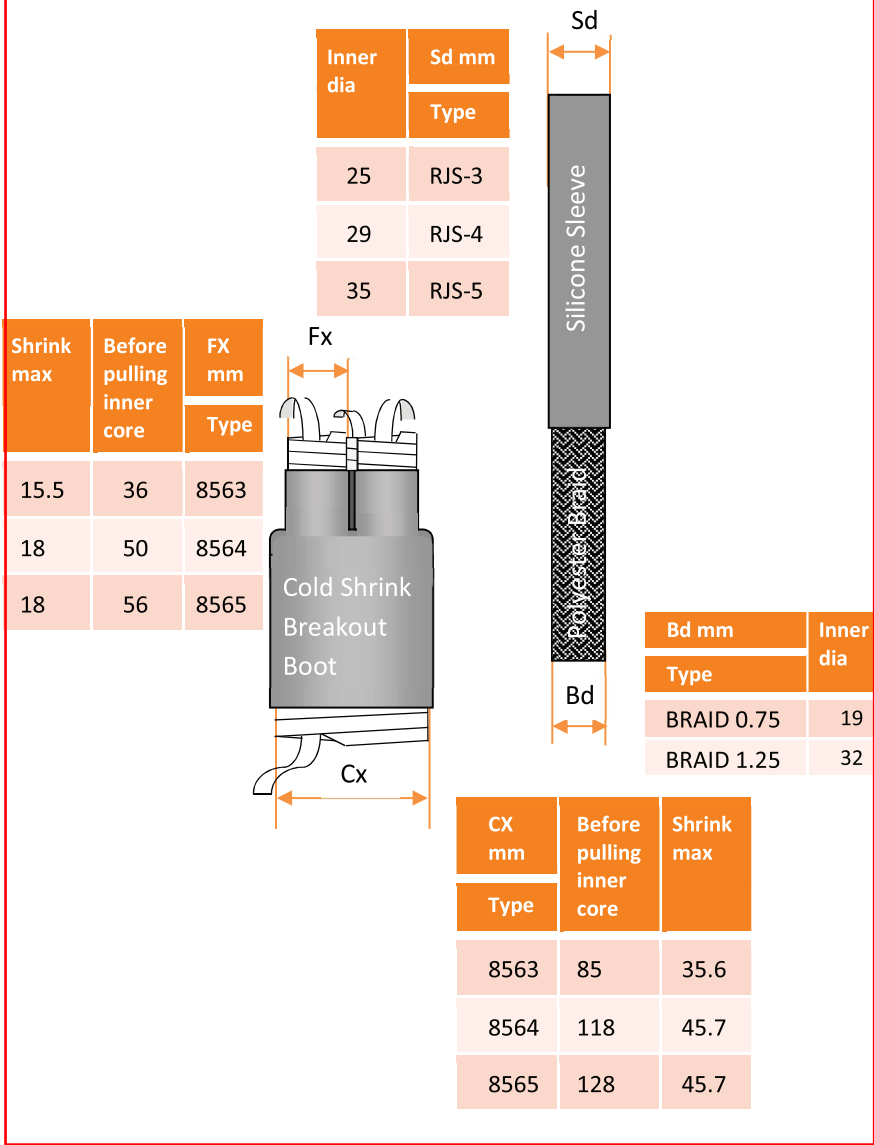 Sd
Inner
dia
Sd mm
Type
25 RJS-3
29 RJS-4
35 RJS-5
Silicone Sleeve
Polyester Braid
Bd
Shrink
max
Before
pulling
inner
core
FX
mm
Type
15.5 36 8563
18 50 8564
18 56 8565
Fx
Cold Shrink
Breakout
Boot
Cx
Bd mm
Type
Inner
dia
BRAID 0.75 19
BRAID 1.25 32
CX
mm
Type
Before
pulling
inner
core
Shrink
max
8563 85 35.6
8564 118 45.7
8565 128 45.7